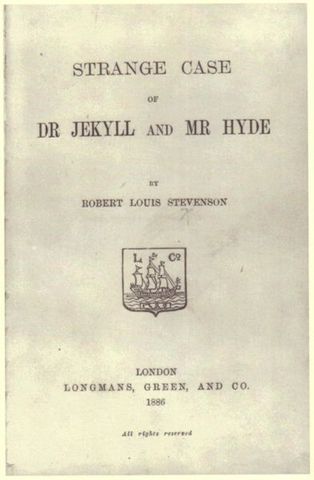 STRANGE CASE
OF
DR JEKYLL AND MR HYDE
BY
ROBERT LOUIS STEVENSON
L Co
LONDON
LONGMANS, GREEN, AND CO.
1886
All rights reserved